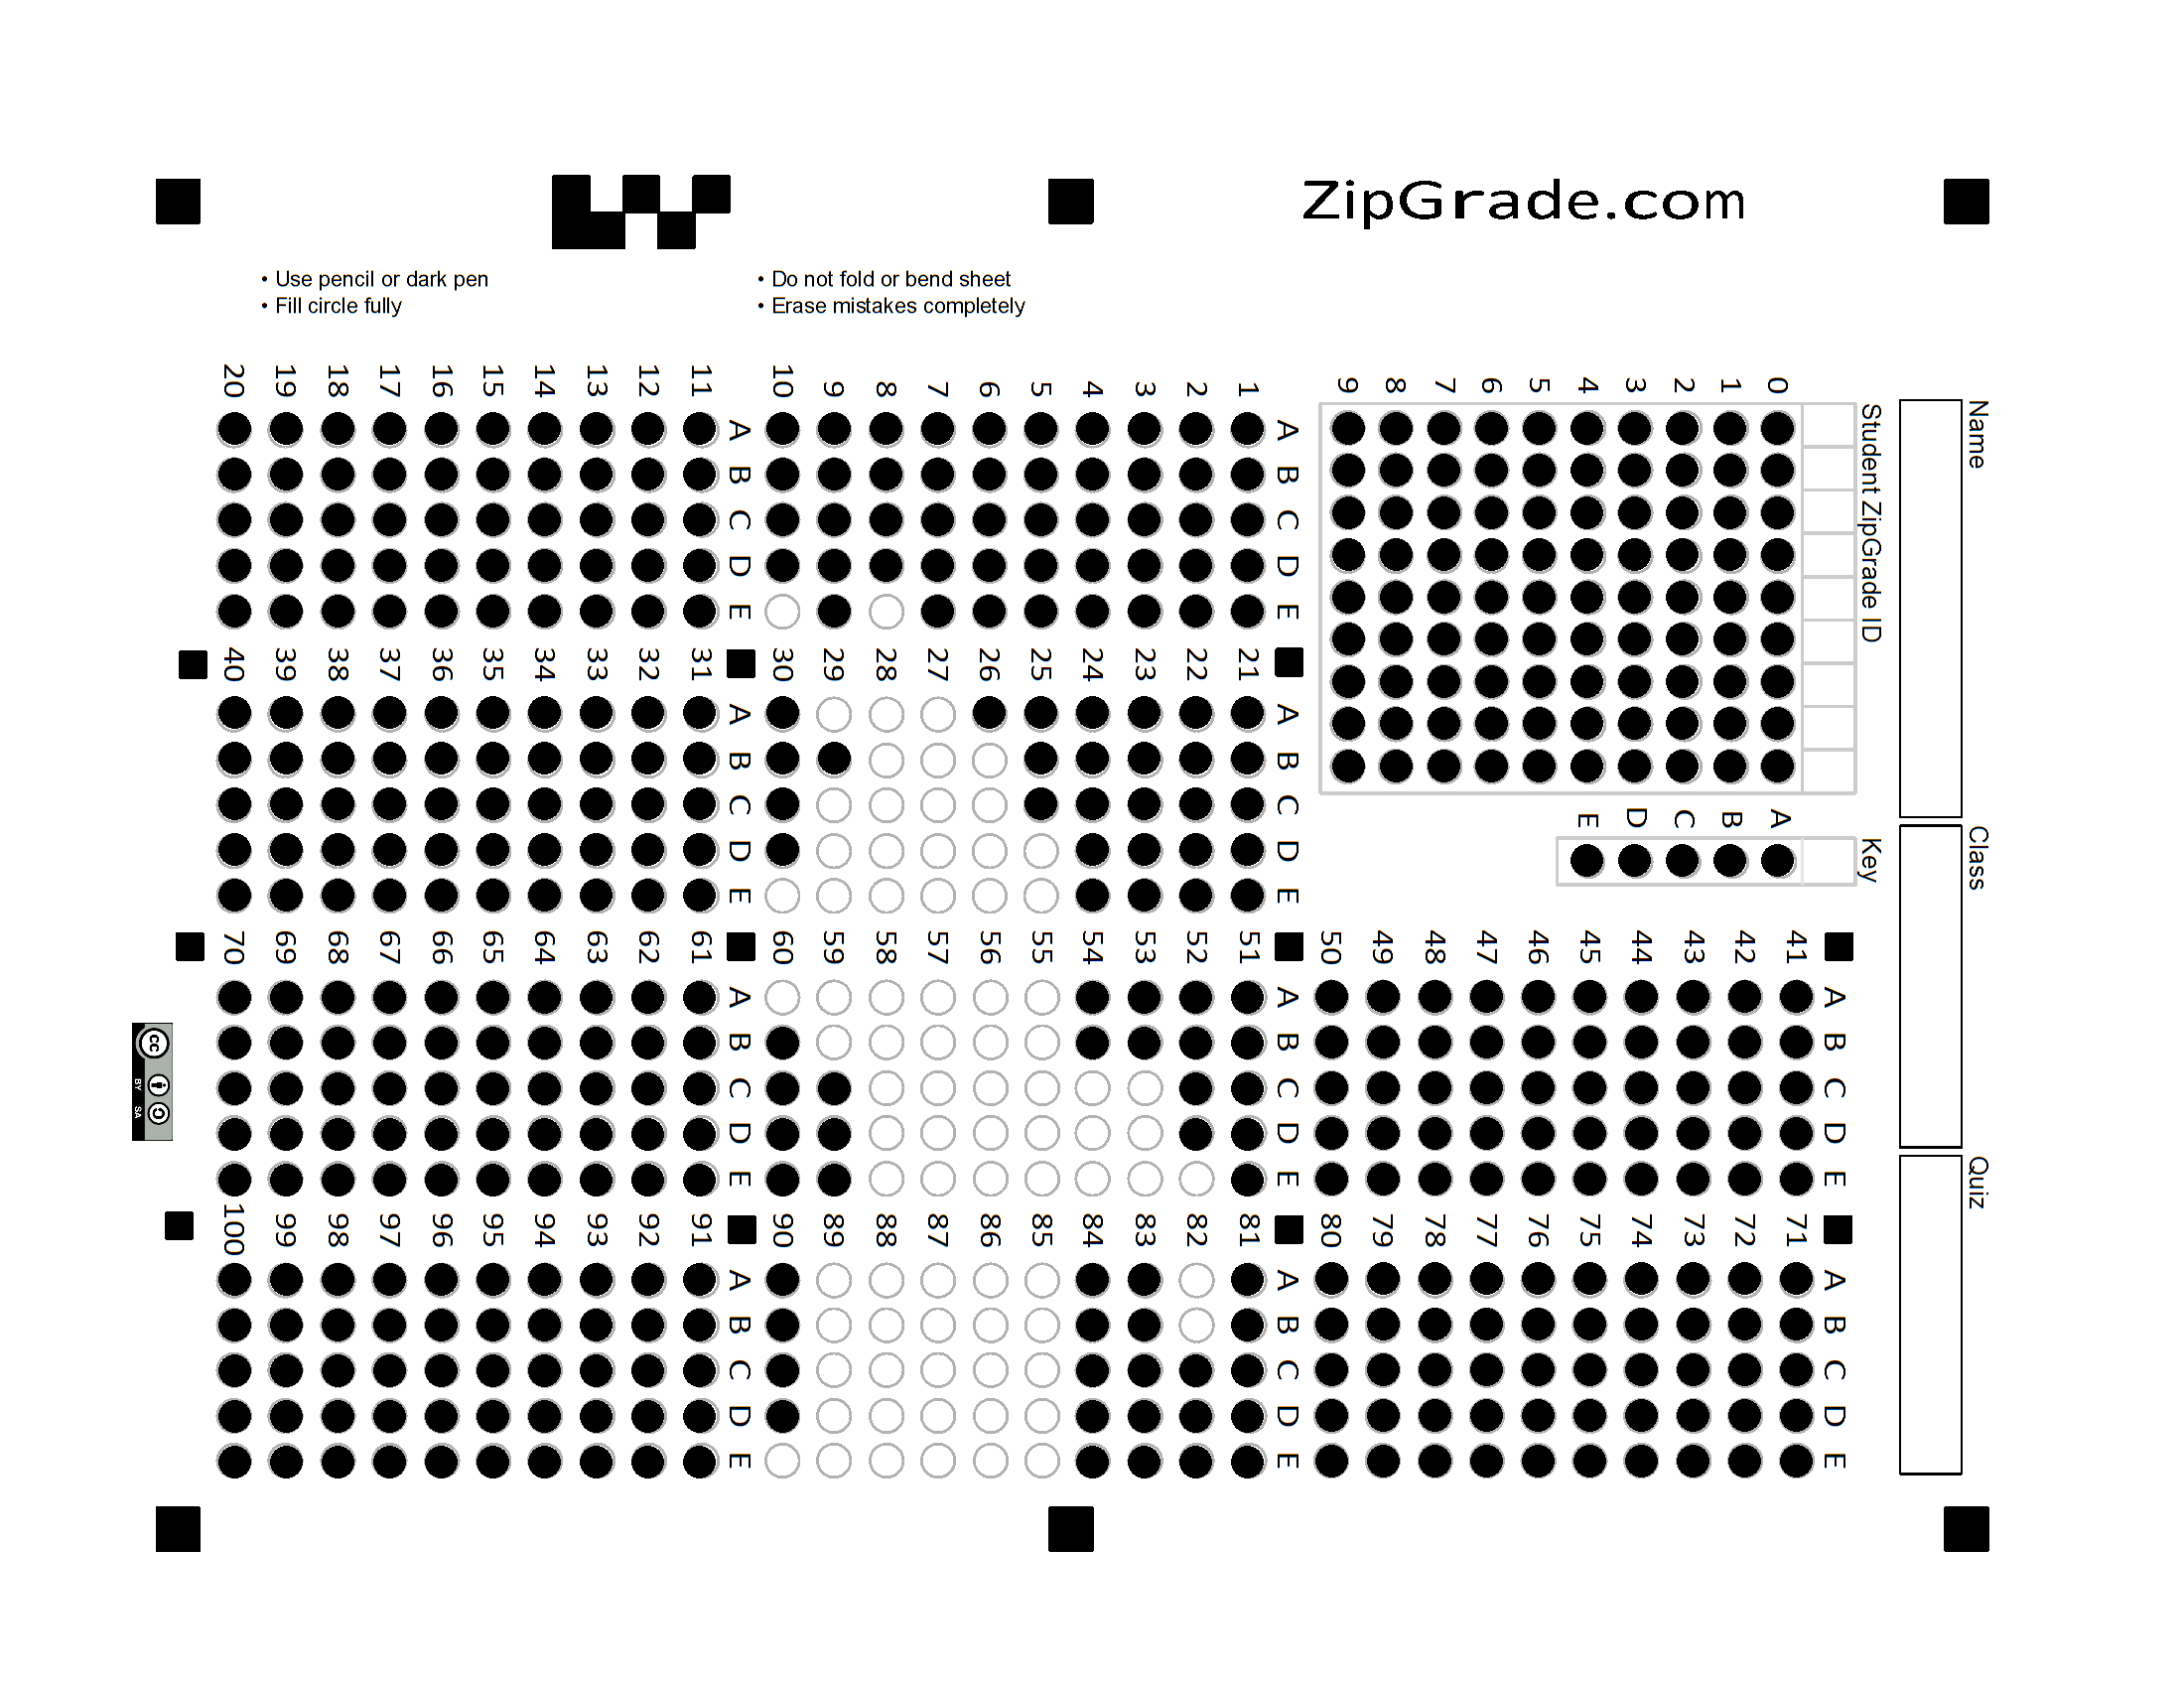 ZipGrade.com
• Use pencil or dark pen
• Fill circle fully
• Do not fold or bend sheet
• Erase mistakes completely
Name
Class
Quiz
Student ZipGrade ID
0 1 2 3 4 5 6 7 8 9
Key
A B C D E
A B C D E
1 2 3 4 5 6 7 8 9 10
A B C D E
11 12 13 14 15 16 17 18 19 20
A B C D E
21 22 23 24 25 26 27 28 29 30
A B C D E
31 32 33 34 35 36 37 38 39 40
A B C D E
41 42 43 44 45 46 47 48 49 50
A B C D E
51 52 53 54 55 56 57 58 59 60
A B C D E
61 62 63 64 65 66 67 68 69 70
A B C D E
71 72 73 74 75 76 77 78 79 80
A B C D E
81 82 83 84 85 86 87 88 89 90
A B C D E
91 92 93 94 95 96 97 98 99 100
cc BY SA